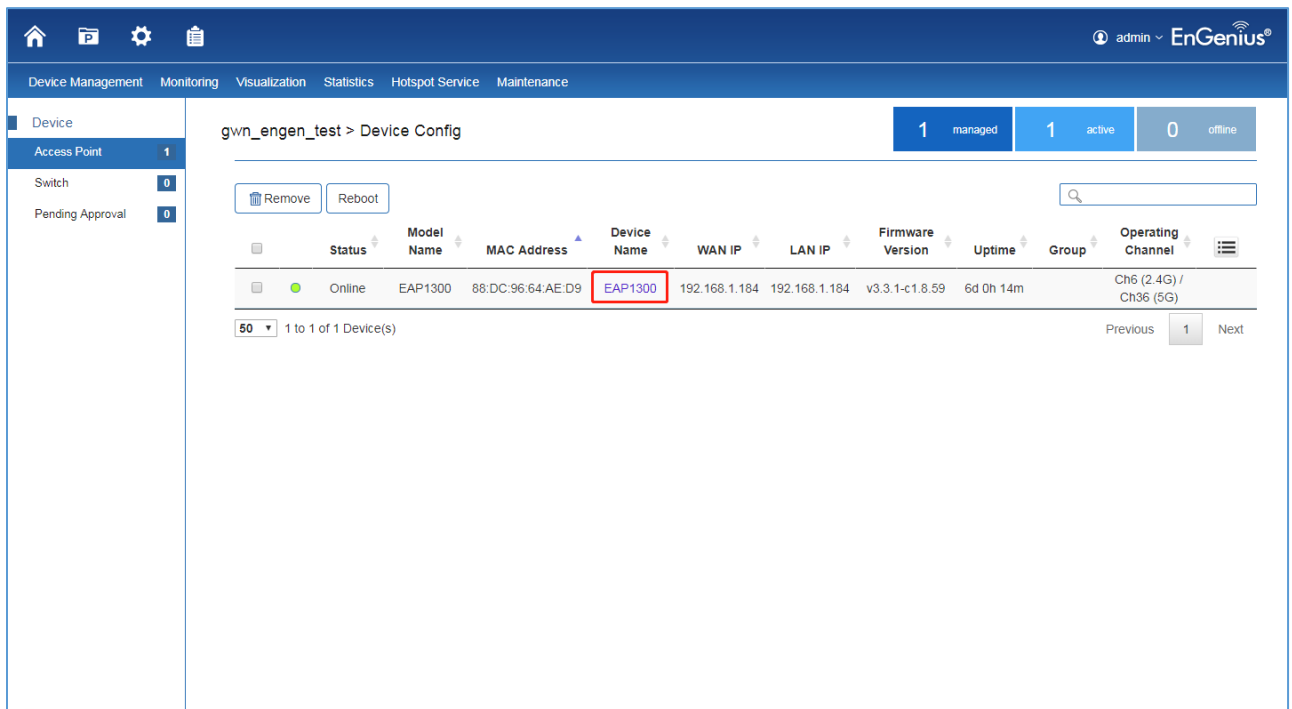 admin EnGenius®
Device Management Monitoring Visualization Statistics Hotspot Service Maintenance
Device
Access Point 1
Switch 0
Pending Approval 0
gwn_engen_test > Device Config
1 managed 1 active 0 offline
Remove Reboot
Status Model Name MAC Address Device Name WAN IP LAN IP Firmware Version Uptime Group Operating Channel
Online EAP1300 88:DC:96:64:AE:D9 EAP1300 192.168.1.184 192.168.1.184 v3.3.1-c1.8.59 6d 0h 14m Ch6 (2.4G) / Ch36 (5G)
50 1 to 1 of 1 Device(s) Previous 1 Next